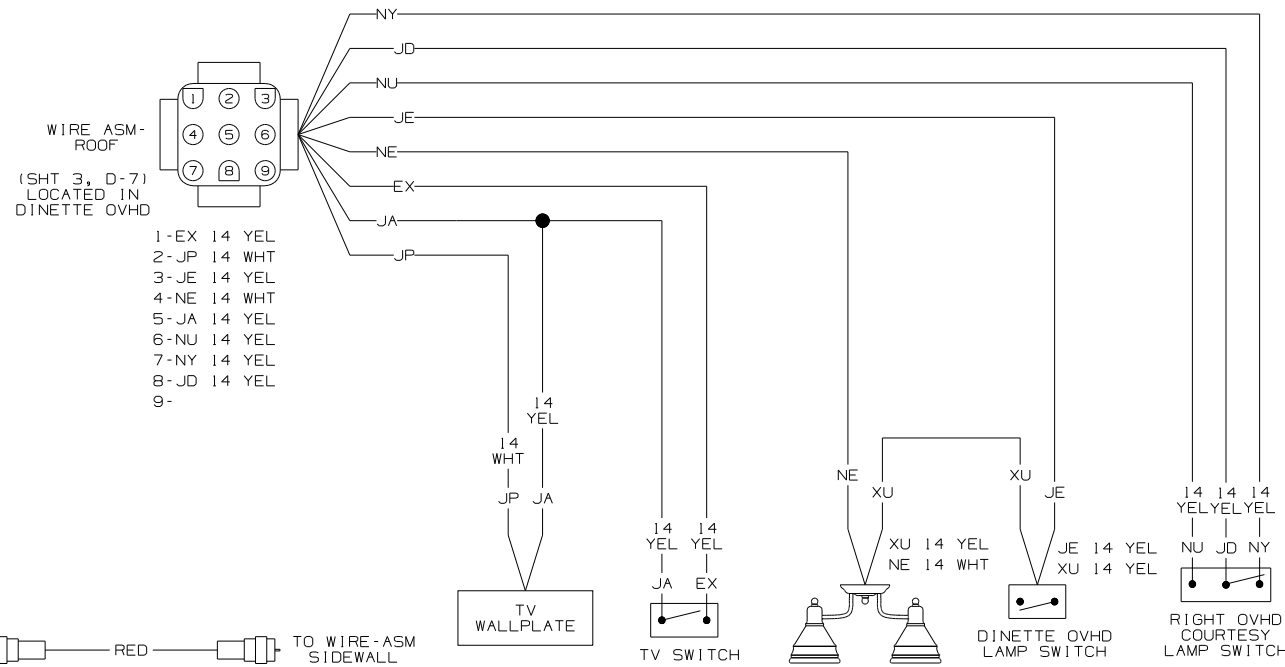 NY
JD
NU
JE
NE
EX
JA
JP
1 2 3
4 5 6
7 8 9
WIRE ASM-
ROOF
(SHT 3, D-7)
LOCATED IN
DINETTE OVHD
1-EX 14 YEL
2-JP 14 WHT
3-JE 14 YEL
4-NE 14 WHT
5-JA 14 YEL
6-NU 14 YEL
7-NY 14 YEL
8-JD 14 YEL
9-
14
WHT
14
YEL
JP JA
TV
WALLPLATE
14
YEL
14
YEL
JA EX
TV SWITCH
NE XU
XU 14 YEL
NE 14 WHT
XU JE
JE 14 YEL
XU 14 YEL
DINETTE OVHD
LAMP SWITCH
14 14 14
YEL YEL YEL
NU JD NY
RIGHT OVHD
COURTESY
LAMP SWITCH
RED
TO WIRE-ASM
SIDEWALL